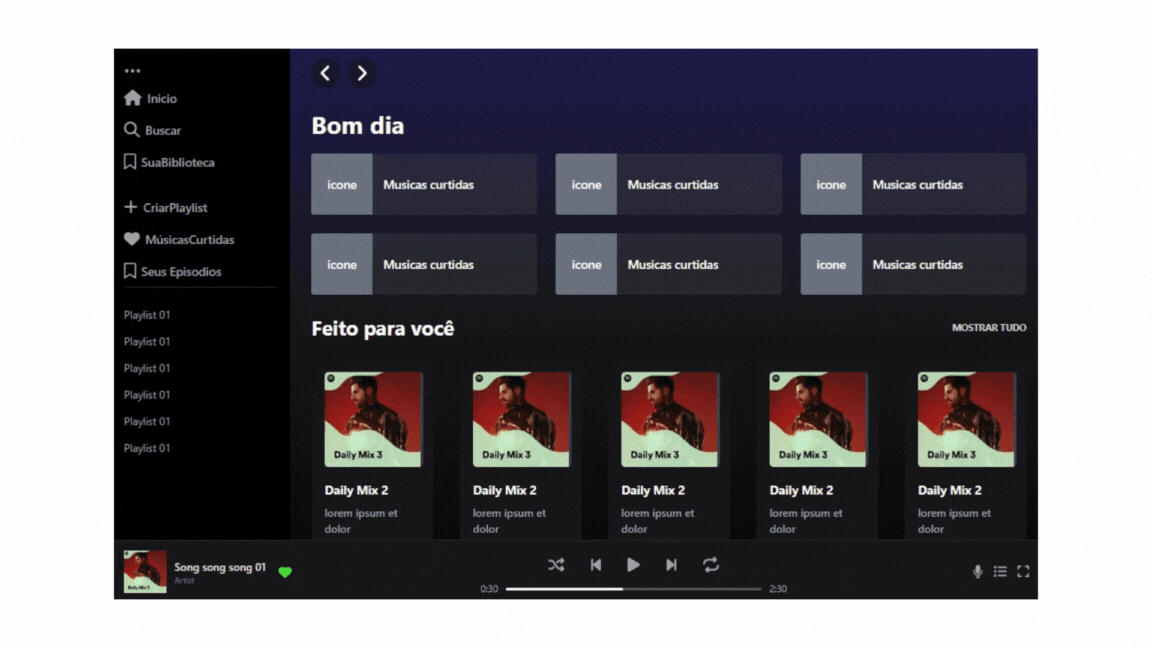 Inicio
Buscar
SuaBiblioteca
CriarPlaylist
MúsicasCurtidas
Seus Episodios
Playlist 01
Playlist 01
Playlist 01
Playlist 01
Playlist 01
Playlist 01
Bom dia
icone Musicas curtidas icone Musicas curtidas icone Musicas curtidas
icone Musicas curtidas icone Musicas curtidas icone Musicas curtidas
Feito para você MOSTRAR TUDO
Daily Mix 3 Daily Mix 3 Daily Mix 3 Daily Mix 3 Daily Mix 3
Daily Mix 2 Daily Mix 2 Daily Mix 2 Daily Mix 2 Daily Mix 2
lorem ipsum et lorem ipsum et lorem ipsum et lorem ipsum et lorem ipsum et
dolor dolor dolor dolor dolor
Daily Mix 3
Song song song 01
Artist
0:30 2:30